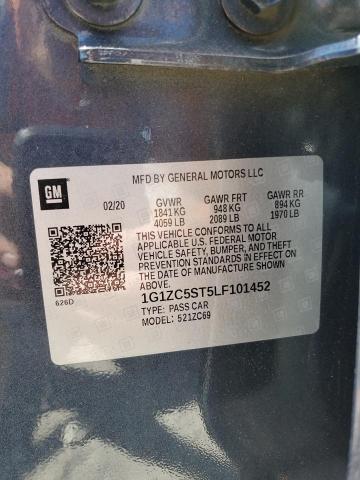 MFD BY GENERAL MOTORS LLC
GM
02/20 GVWR GAWR FRT GAWR RR
1841 KG 948 KG 894 KG
4059 LB 2089 LB 1970 LB
THIS VEHICLE CONFORMS TO ALL
APPLICABLE U.S. FEDERAL MOTOR
VEHICLE SAFETY, BUMPER, AND THEFT
PREVENTION STANDARDS IN EFFECT ON
THE DATE OF MANUFACTURE SHOWN
ABOVE.
626D
1G1ZC5ST5LF101452
TYPE: PASS CAR
MODEL: 521ZC69